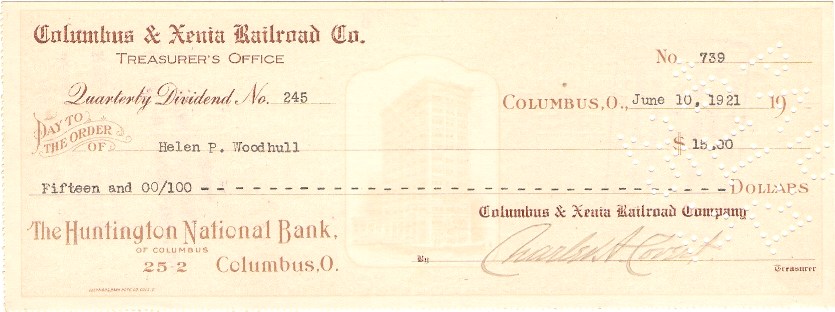 Columbus & Xenia Railroad Co.
TREASURER'S OFFICE
No 739
Quarterly Dividend No. 245
COLUMBUS, O., June 10, 1921 19
PAY TO THE ORDER OF Helen P. Woodhull $ 15.00
Fifteen and 00/100 - - - - - - - - - - - - - - - - - - - - - - - - - - - - - - - - - DOLLARS
Columbus & Xenia Railroad Company
The Huntington National Bank,
OF COLUMBUS
25-2 Columbus, O.
By Treasurer